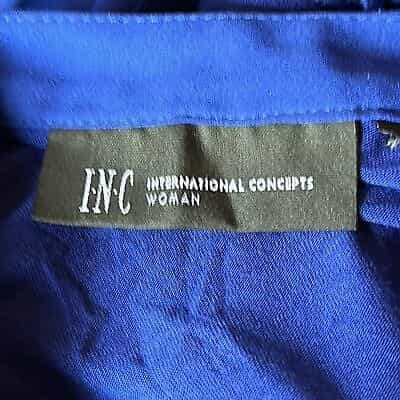 I·N·C INTERNATIONAL CONCEPTS
WOMAN